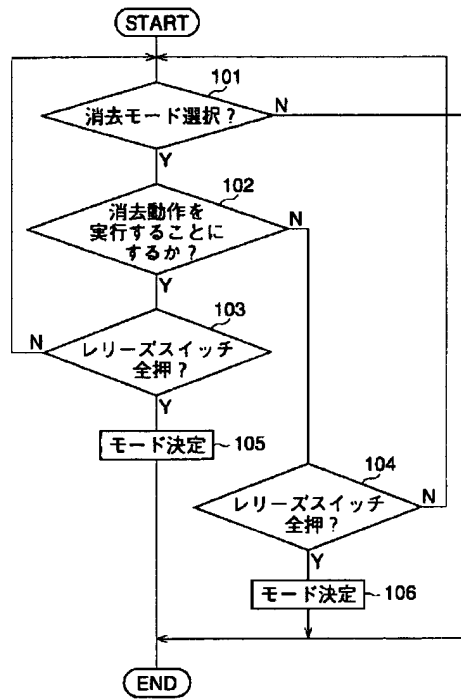 START
101
消去モード選択？
N
Y
102
消去動作を
実行することに
するか？
N
Y
103
レリーズスイッチ
全押？
N
Y
モード決定
105
104
レリーズスイッチ
全押？
N
Y
モード決定
106
END